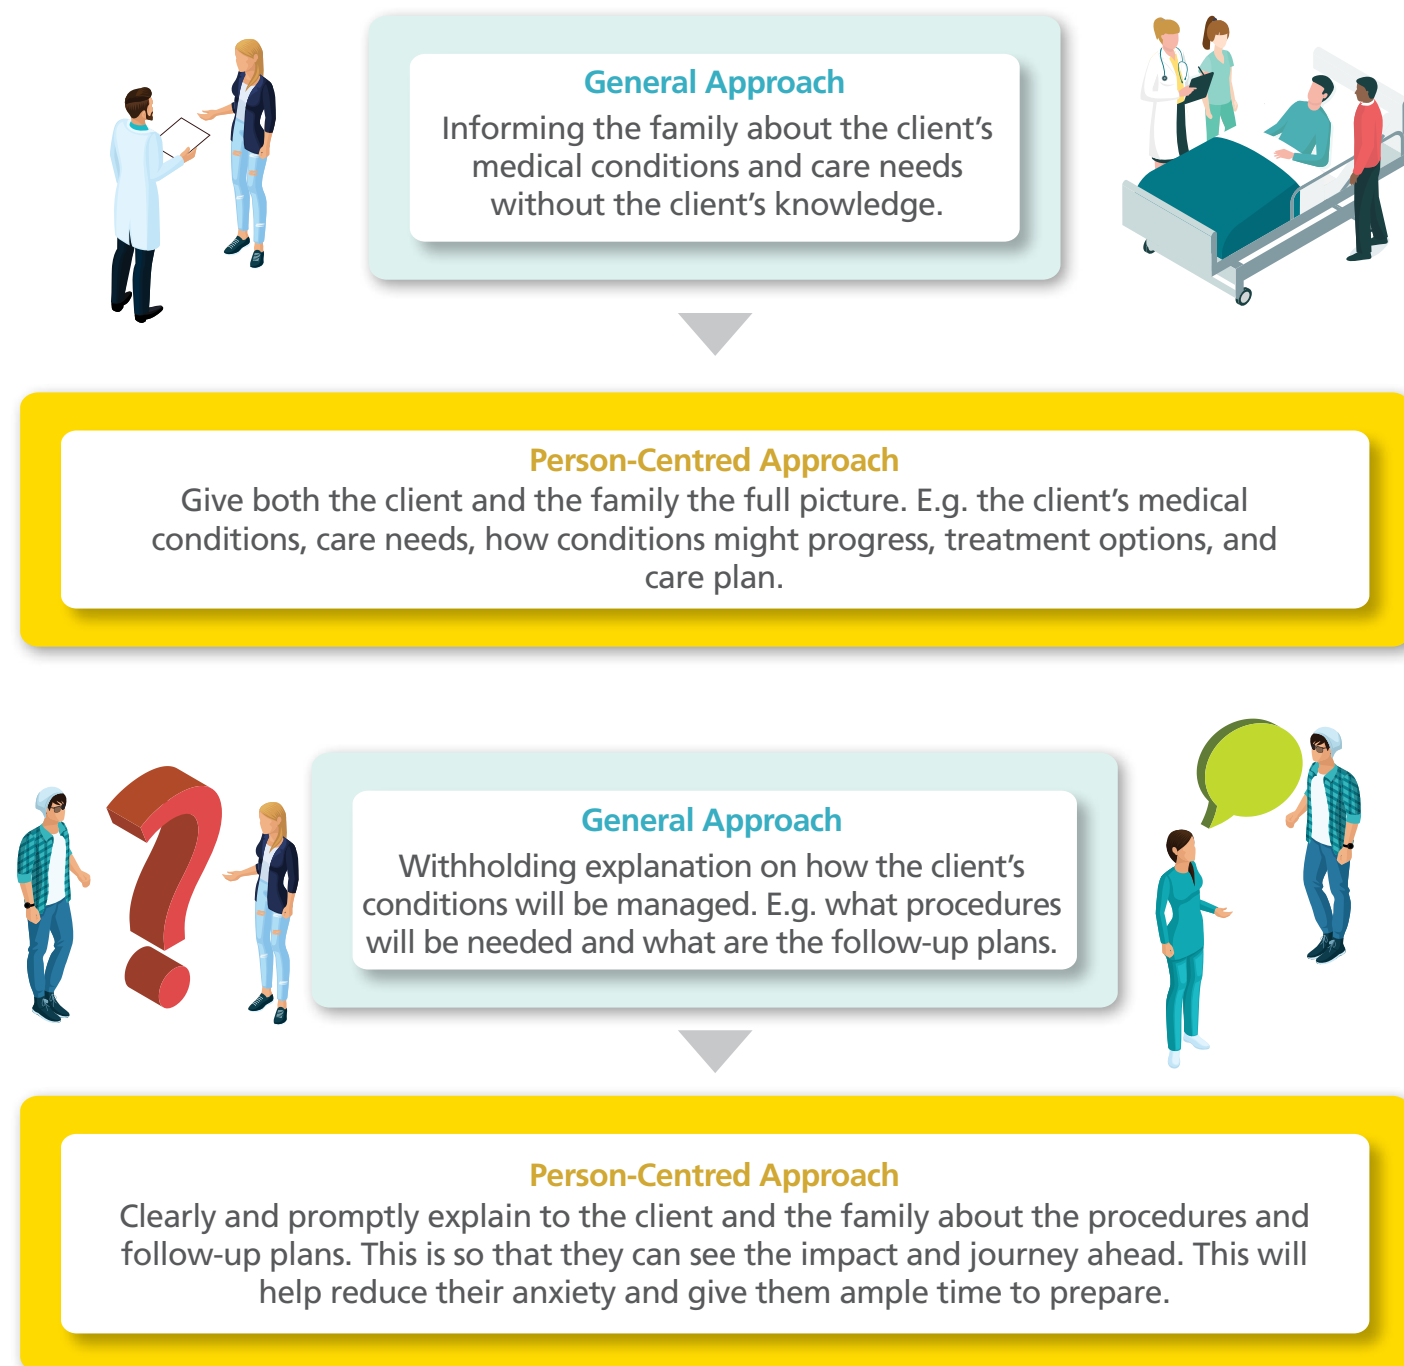 General Approach
Informing the family about the client’s
medical conditions and care needs
without the client’s knowledge.
Person-Centred Approach
Give both the client and the family the full picture. E.g. the client’s medical
conditions, care needs, how conditions might progress, treatment options, and
care plan.
General Approach
Withholding explanation on how the client’s
conditions will be managed. E.g. what procedures
will be needed and what are the follow-up plans.
Person-Centred Approach
Clearly and promptly explain to the client and the family about the procedures and
follow-up plans. This is so that they can see the impact and journey ahead. This will
help reduce their anxiety and give them ample time to prepare.